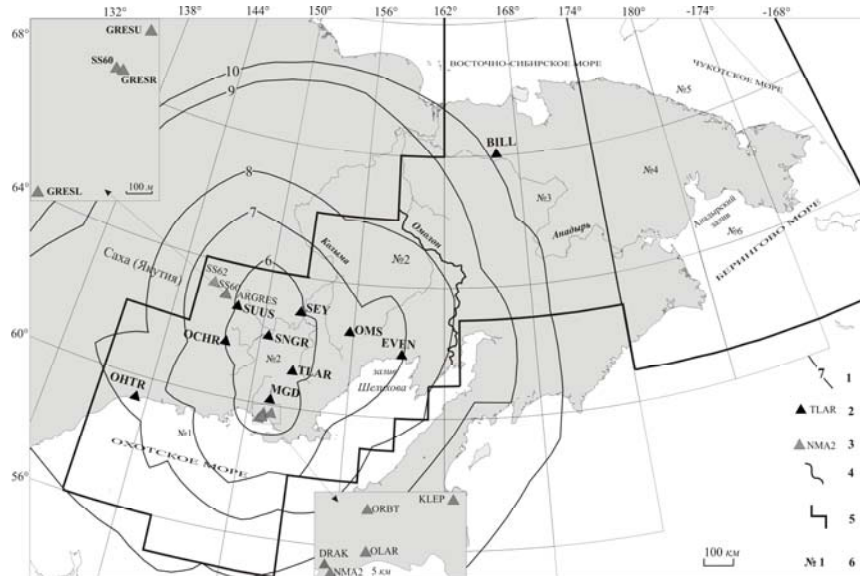 132° 138° 144° 150° 156° 162° 168° 174° 180° -174° -168°
68°
64°
60°
56°
GRESU
SS60
GRESR
GRESL
100 м
10
9
8
7
6
ВОСТОЧНО-СИБИРСКОЕ МОРЕ
ЧУКОТСКОЕ МОРЕ
№5
BILL
№4
№3
Анадырь
Анадырский
залив
№6
БЕРИНГОВО МОРЕ
Омолон
Колыма
№2
Саха (Якутия)
SS62
SS60
ARGRES
SUUS
SEY
OCHR
SNGR
OMS
EVEN
№2
TLAR
залив
Шелихова
MGD
OHTR
№1
ОХОТСКОЕ МОРЕ
KLEP
ORBT
OLAR
DRAK
NMA2
5 км
100 КМ
7 1
TLAR 2
NMA2 3
4
5
№ 1 6